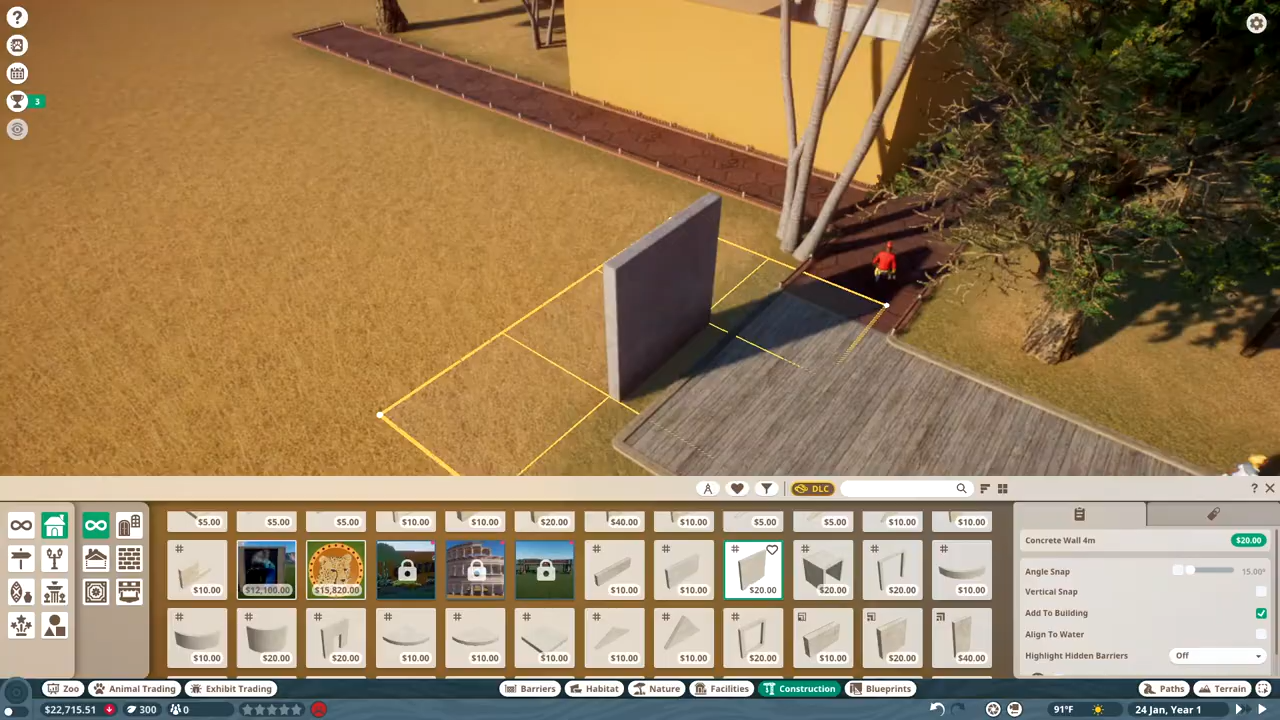 ?
3
DLC
? ×
$5.00 $5.00 $5.00 $10.00 $10.00 $20.00 $40.00 $10.00 $5.00 $5.00 $10.00 $10.00
$10.00 $12,100.00 $15,820.00 $10.00 $10.00 $20.00 $20.00 $20.00 $10.00
$10.00 $20.00 $20.00 $10.00 $10.00 $10.00 $10.00 $10.00 $20.00 $10.00 $20.00 $40.00
Concrete Wall 4m $20.00
Angle Snap 15.00°
Vertical Snap
Add To Building
Align To Water
Highlight Hidden Barriers Off
Zoo Animal Trading Exhibit Trading Barriers Habitat Nature Facilities Construction Blueprints Paths Terrain
$22,715.51 300 0 91°F 24 Jan, Year 1